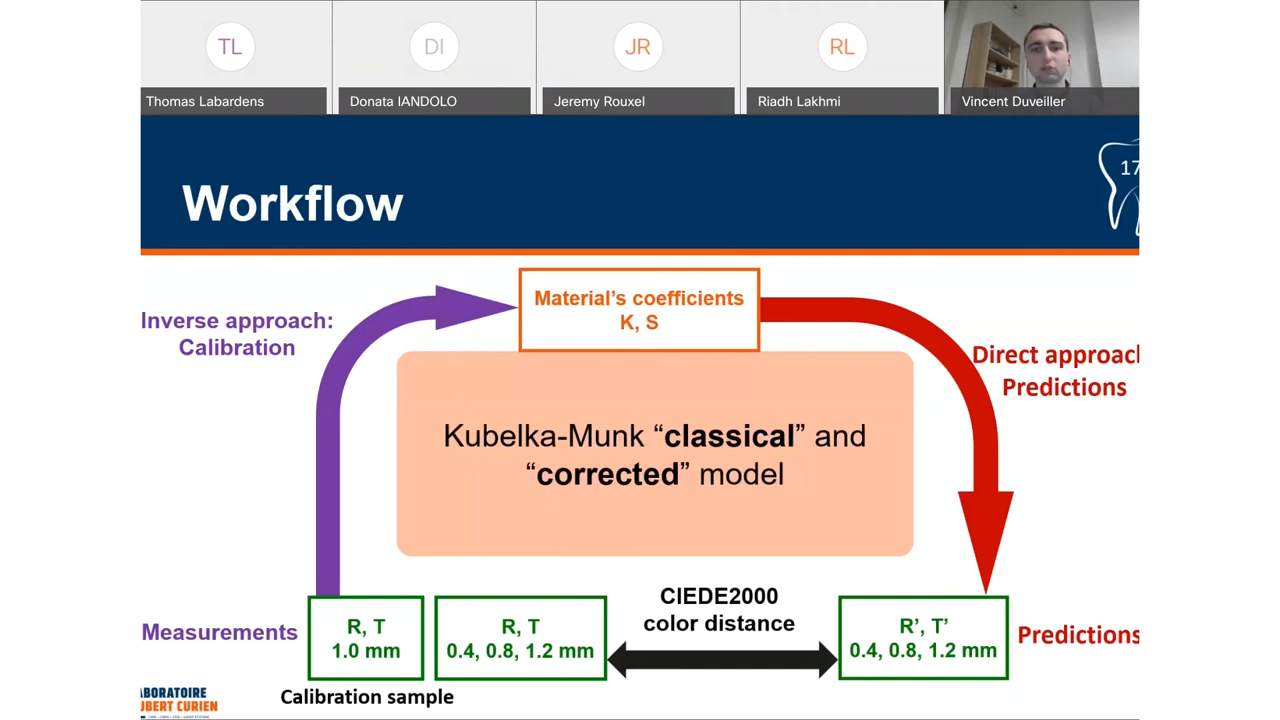 TL
DI
JR
RL
Thomas Labardens
Donata IANDOLO
Jeremy Rouxel
Riadh Lakhmi
Vincent Duveiller
17
Workflow
Material’s coefficients
K, S
Inverse approach:
Calibration
Direct approach
Predictions
Kubelka-Munk “classical” and
“corrected” model
CIEDE2000
color distance
Measurements
R, T
1.0 mm
R, T
0.4, 0.8, 1.2 mm
R’, T’
0.4, 0.8, 1.2 mm
Predictions
Calibration sample
BORATOIRE
UBERT CURIEN